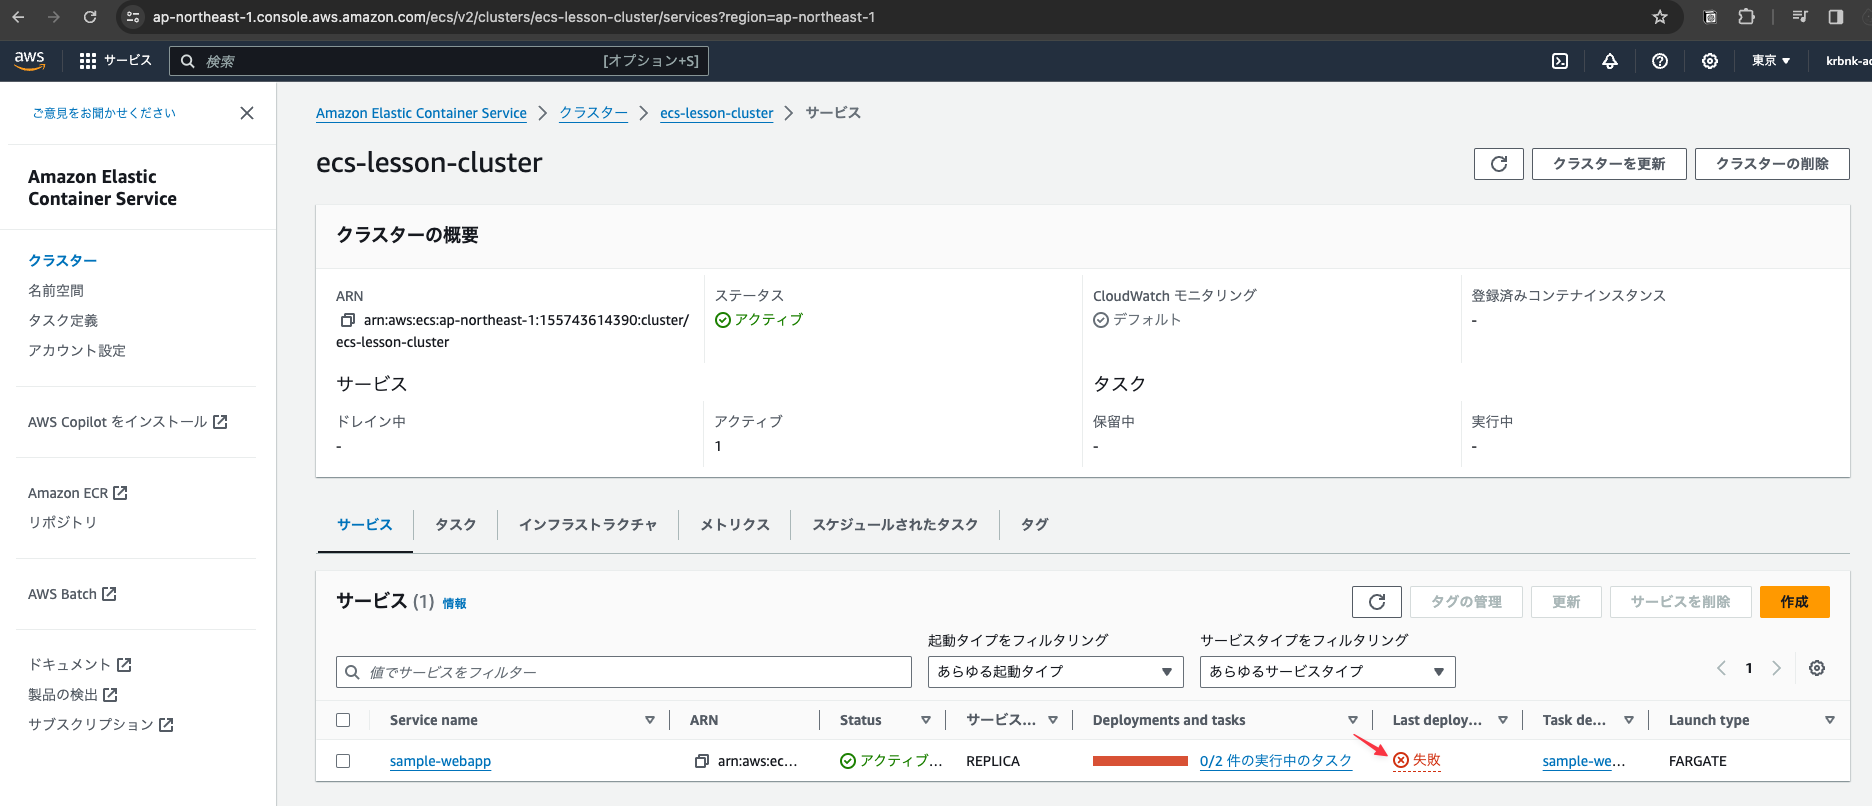 ap-northeast-1.console.aws.amazon.com/ecs/v2/clusters/ecs-lesson-cluster/services?region=ap-northeast-1
aws サービス 検索 [オプション+S] 東京 krbnk-ac
ご意見をお聞かせください
Amazon Elastic Container Service
クラスター
名前空間
タスク定義
アカウント設定
AWS Copilot をインストール
Amazon ECR
リポジトリ
AWS Batch
ドキュメント
製品の検出
サブスクリプション
Amazon Elastic Container Service クラスター ecs-lesson-cluster サービス
ecs-lesson-cluster
クラスターを更新 クラスターの削除
クラスターの概要
ARN
arn:aws:ecs:ap-northeast-1:155743614390:cluster/
ecs-lesson-cluster
ステータス
アクティブ
CloudWatch モニタリング
デフォルト
登録済みコンテナインスタンス
-
サービス
ドレイン中
-
アクティブ
1
タスク
保留中
-
実行中
-
サービス タスク インフラストラクチャ メトリクス スケジュールされたタスク タグ
サービス (1) 情報
タグの管理 更新 サービスを削除 作成
値でサービスをフィルター
起動タイプをフィルタリング
あらゆる起動タイプ
サービスタイプをフィルタリング
あらゆるサービスタイプ
1
Service name ARN Status サービス... Deployments and tasks Last deploy... Task de... Launch type
sample-webapp arn:aws:ec... アクティブ... REPLICA 0/2 件の実行中のタスク 失敗 sample-we... FARGATE